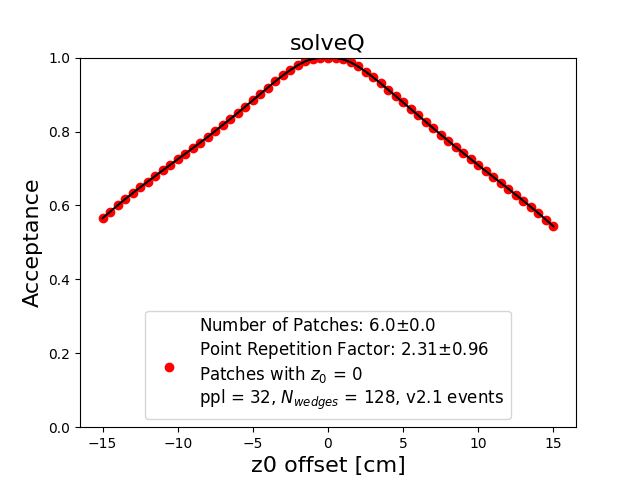 solveQ
1.0
0.8
0.6
0.4
0.2
0.0
Acceptance
Number of Patches: 6.0±0.0
Point Repetition Factor: 2.31±0.96
Patches with z₀ = 0
ppl = 32, N_wedges = 128, v2.1 events
−15 −10 −5 0 5 10 15
z0 offset [cm]